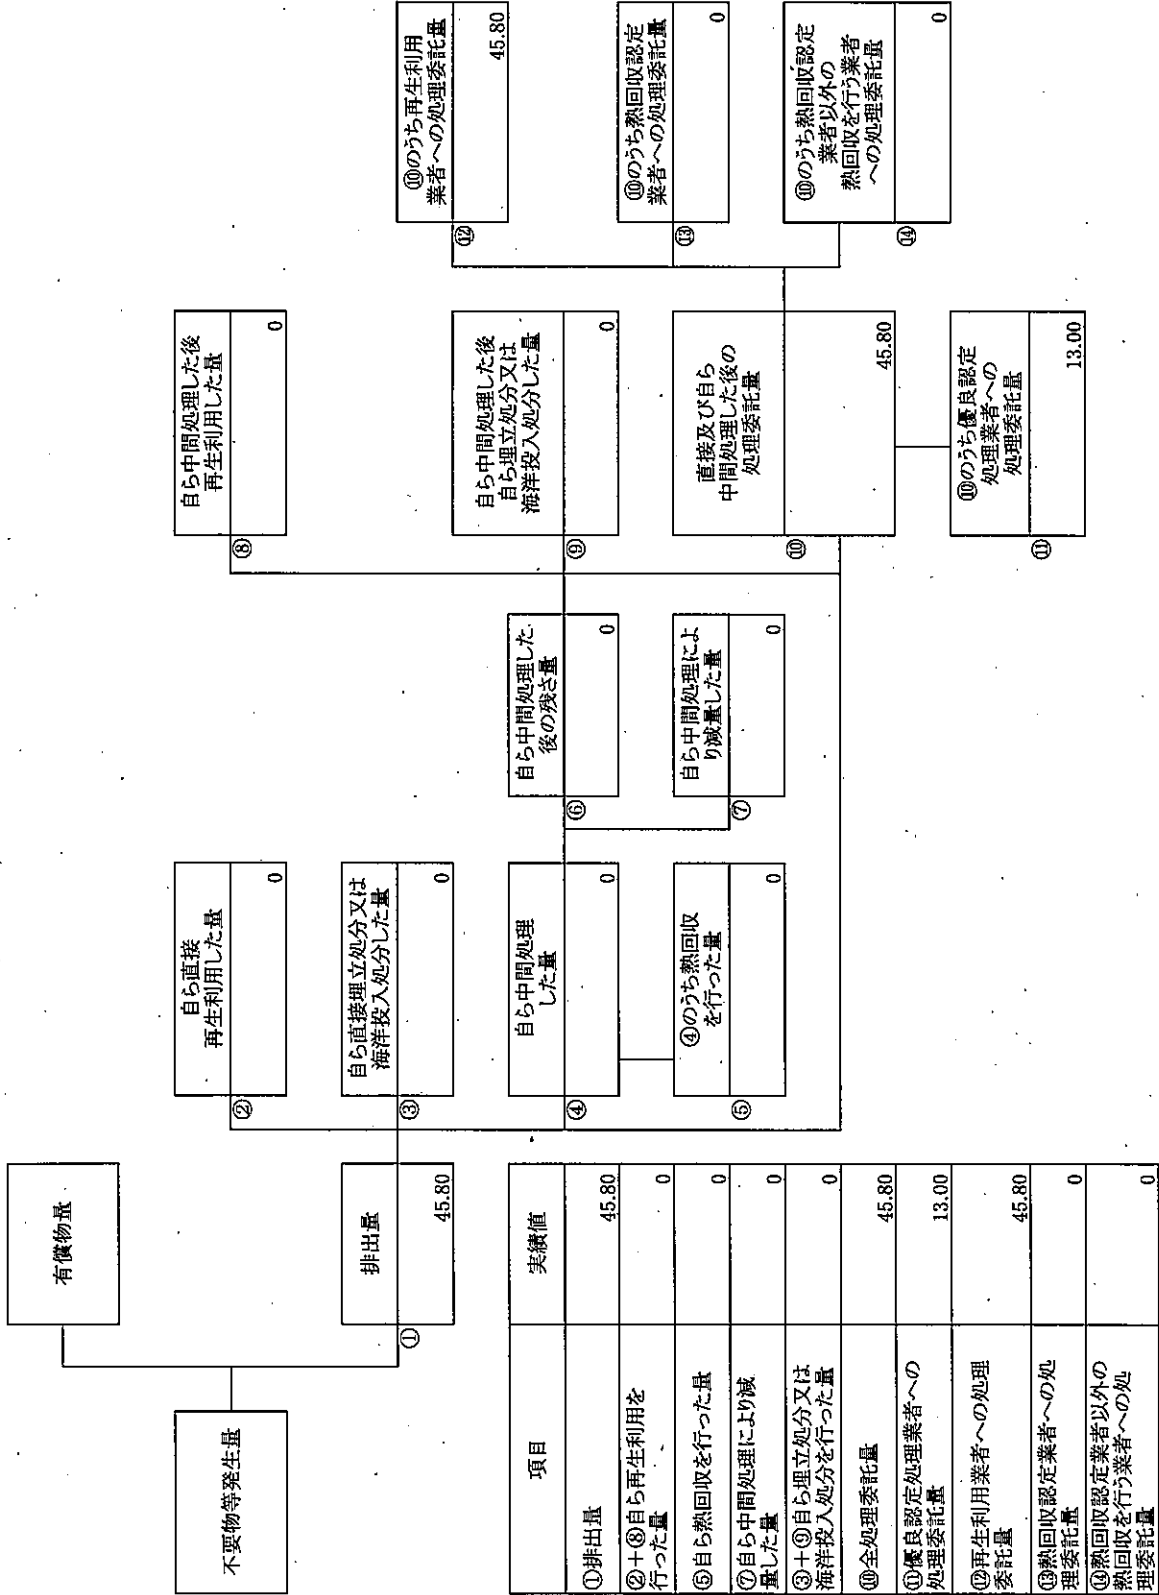 不要物等発生量
有償物量
排出量
①
45.80
自ら直接
再生利用した量
②
0
自ら直接埋立処分又は
海洋投入処分した量
③
0
自ら中間処理
した量
④
0
④のうち熱回収
を行った量
⑤
0
自ら中間処理した
後の残さ量
⑥
0
自ら中間処理によ
り減量した量
⑦
0
自ら中間処理した後
再生利用した量
⑧
0
自ら中間処理した後
自ら埋立処分又は
海洋投入処分した量
⑨
0
直接及び自ら
中間処理した後の
処理委託量
⑩
45.80
⑩のうち優良認定
処理業者への
処理委託量
⑪
13.00
⑩のうち再生利用
業者への処理委託量
⑫
45.80
⑩のうち熱回収認定
業者への処理委託量
⑬
0
⑩のうち熱回収認定
業者以外の
熱回収を行う業者
への処理委託量
⑭
0
項目 実績値
①排出量 45.80
②+⑧自ら再生利用を
行った量 0
⑤自ら熱回収を行った量 0
⑦自ら中間処理により減
量した量 0
③+⑨自ら埋立処分又は
海洋投入処分を行った量 0
⑩全処理委託量 45.80
⑪優良認定処理業者への
処理委託量 13.00
⑫再生利用業者への処理
委託量 45.80
⑬熱回収認定業者への処
理委託量 0
⑭熱回収認定業者以外の
熱回収を行う業者への処
理委託量 0